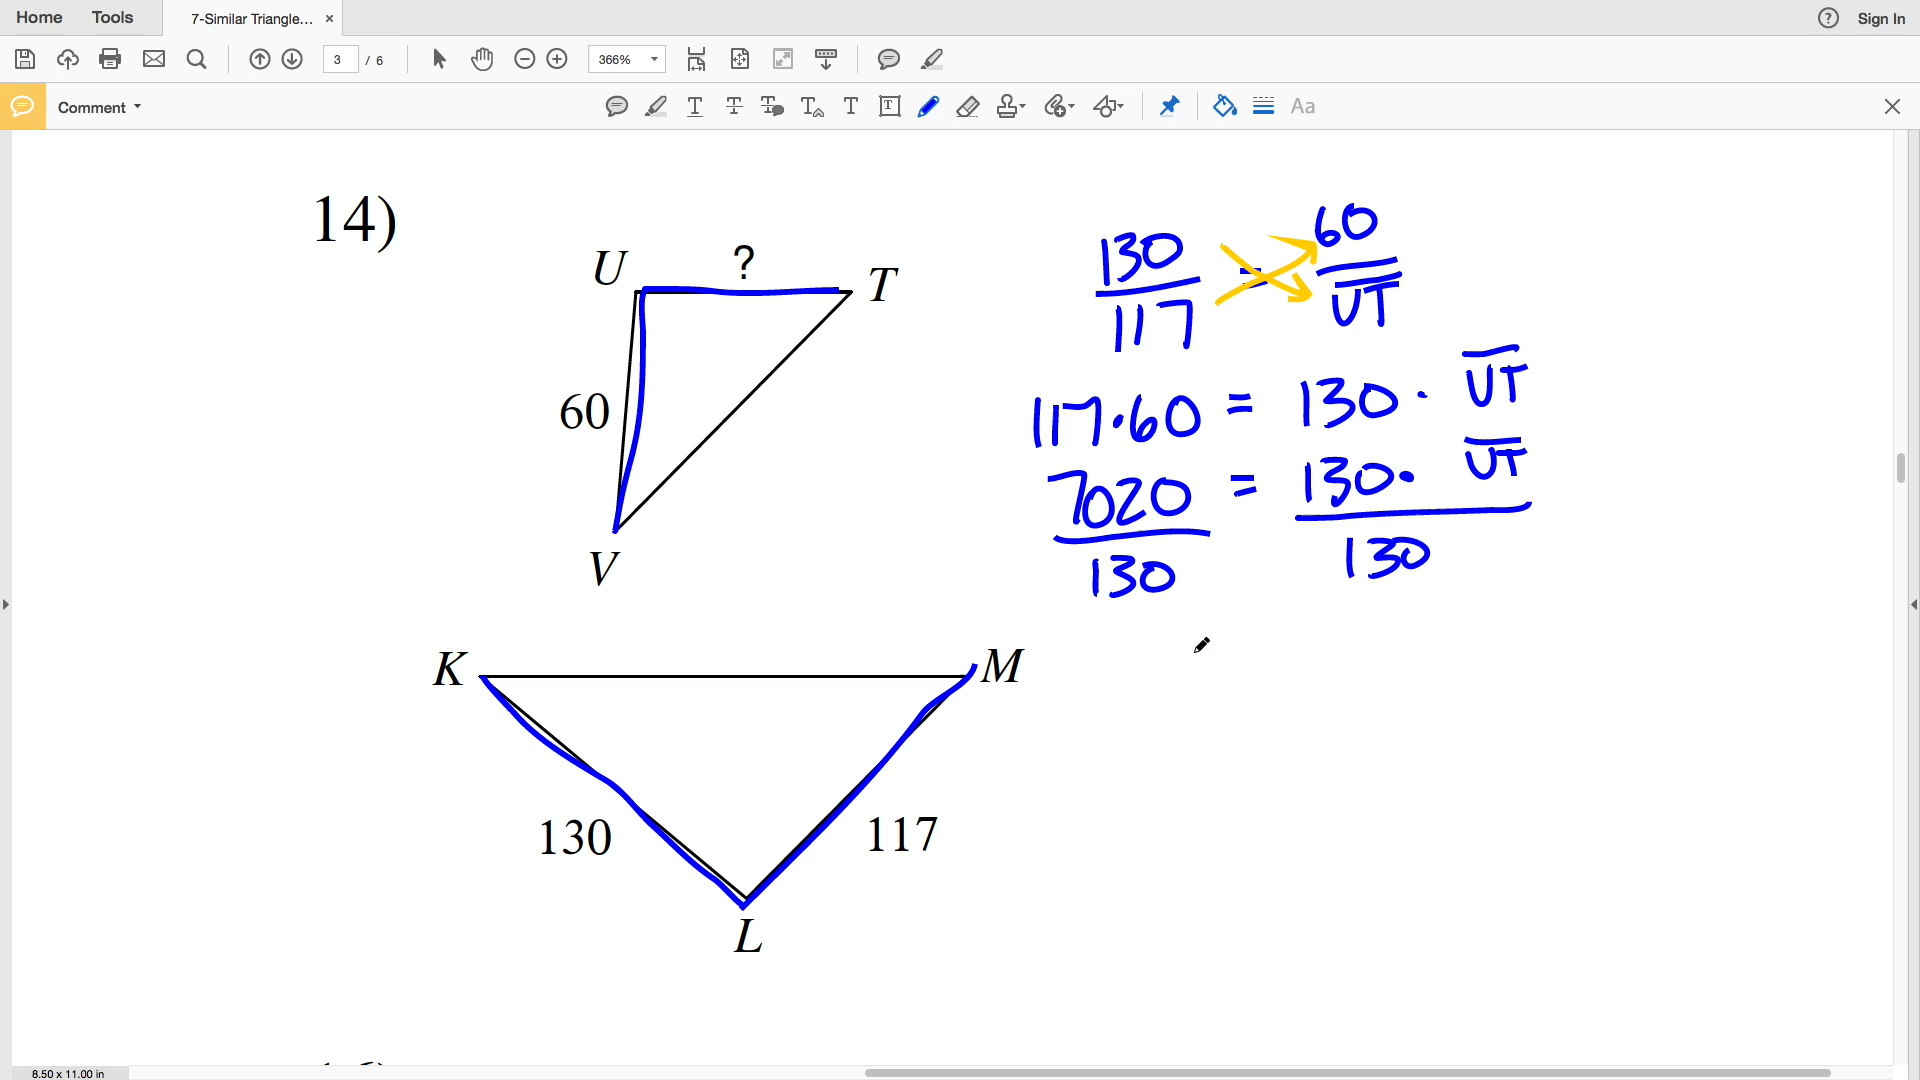 Home Tools 7-Similar Triangle... × ? Sign In
3 / 6 366%
Comment Aa
14)
U ? T
60
V
K M
130 117
L
130 = 60
117 UT
117·60 = 130 · UT
7020 = 130 · UT
130 130
8.50 x 11.00 in